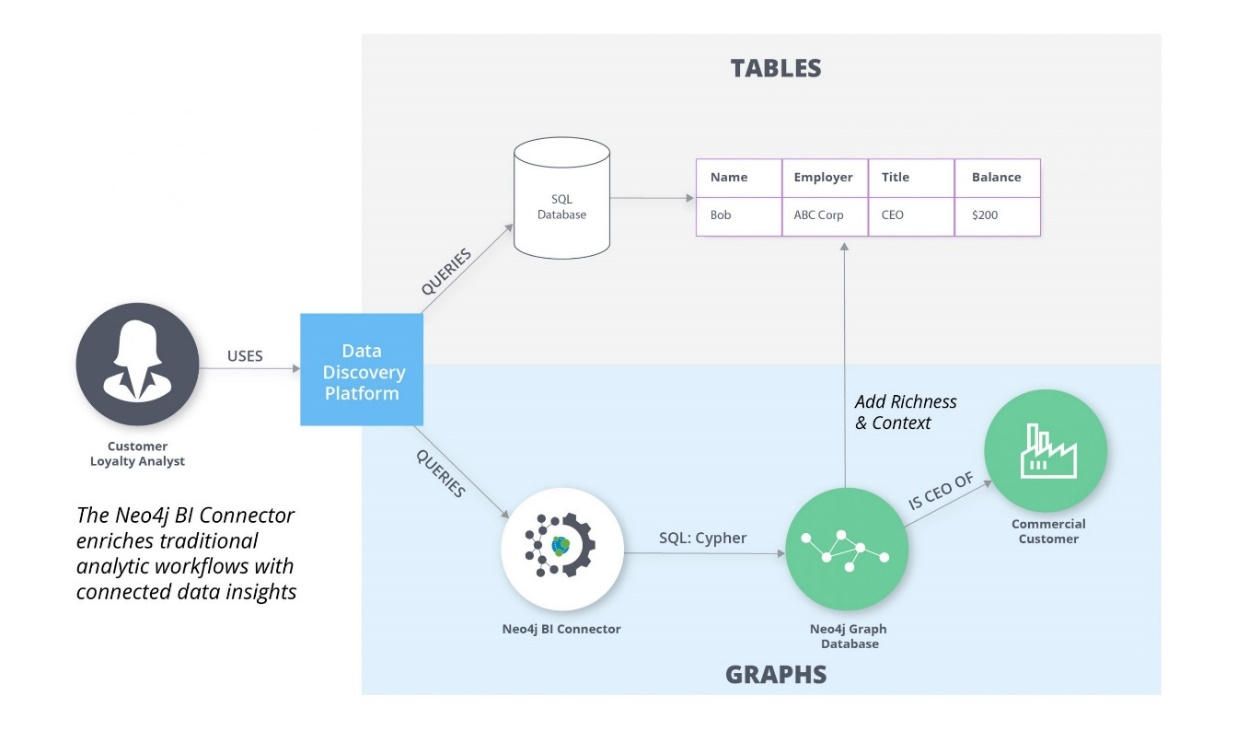 TABLES
SQL
Database
Name Employer Title Balance
Bob ABC Corp CEO $200
QUERIES
USES
Data
Discovery
Platform
Customer
Loyalty Analyst
The Neo4j BI Connector
enriches traditional
analytic workflows with
connected data insights
QUERIES
Neo4j BI Connector
SQL: Cypher
Neo4j Graph
Database
Add Richness
& Context
IS CEO OF
Commercial
Customer
GRAPHS